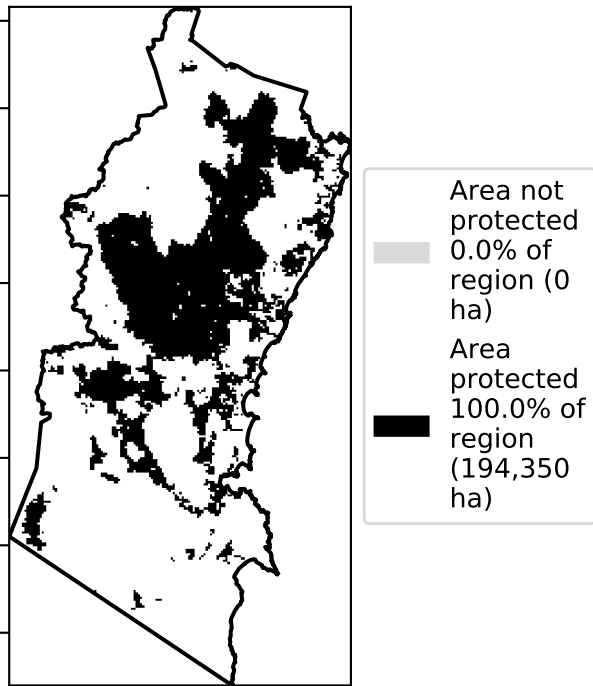 Area not
protected
0.0% of
region (0
ha)
Area
protected
100.0% of
region
(194,350
ha)